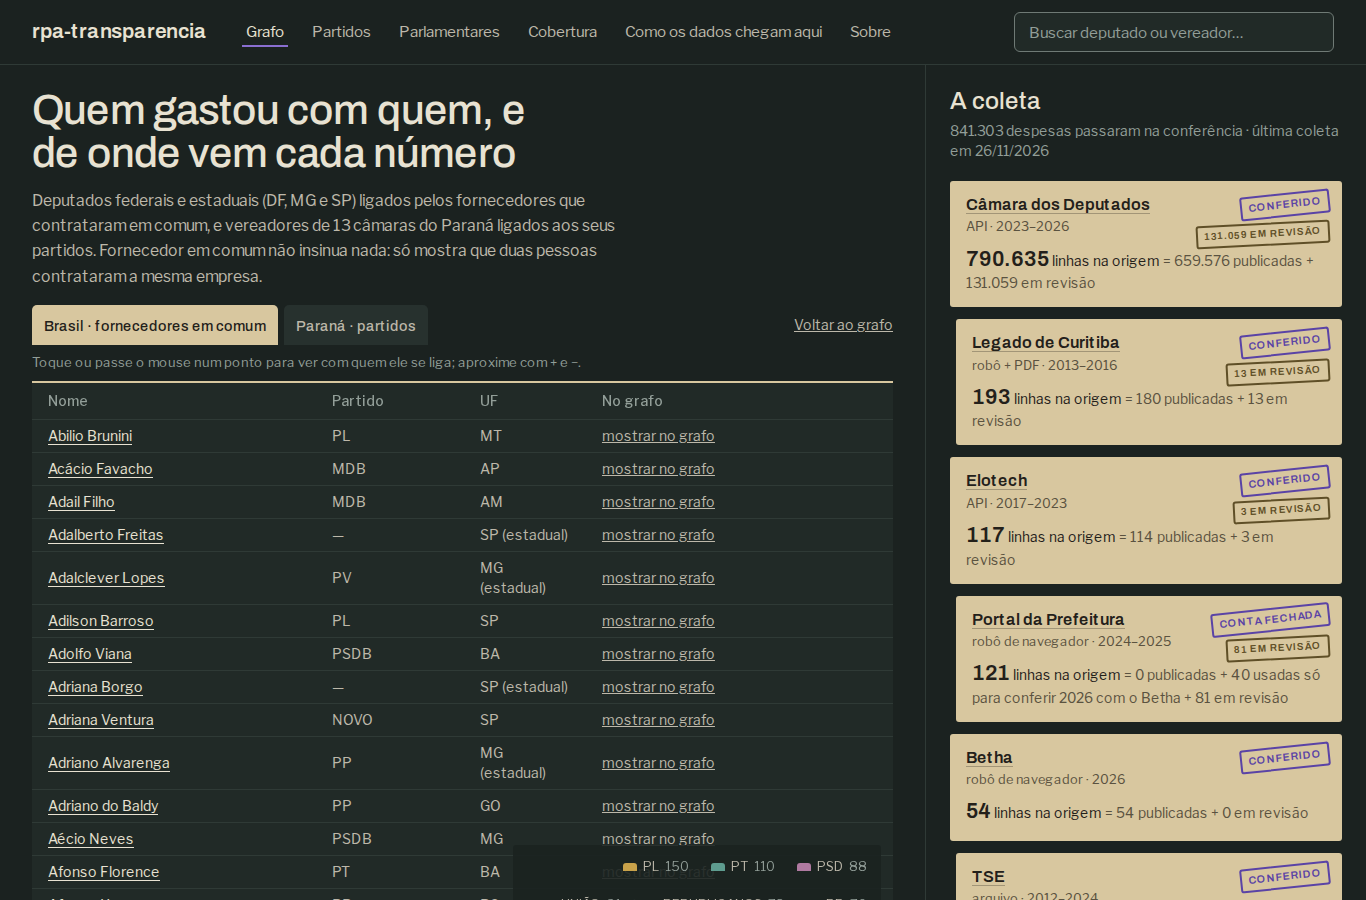 rpa-transparencia Grafo Partidos Parlamentares Cobertura Como os dados chegam aqui Sobre Buscar deputado ou vereador...
Quem gastou com quem, e
de onde vem cada número
Deputados federais e estaduais (DF, MG e SP) ligados pelos fornecedores que
contrataram em comum, e vereadores de 13 câmaras do Paraná ligados aos seus
partidos. Fornecedor em comum não insinua nada: só mostra que duas pessoas
contrataram a mesma empresa.
Brasil · fornecedores em comum Paraná · partidos Voltar ao grafo
Toque ou passe o mouse num ponto para ver com quem ele se liga; aproxime com + e −.
Nome Partido UF No grafo
Abilio Brunini PL MT mostrar no grafo
Acácio Favacho MDB AP mostrar no grafo
Adail Filho MDB AM mostrar no grafo
Adalberto Freitas — SP (estadual) mostrar no grafo
Adalclever Lopes PV MG (estadual) mostrar no grafo
Adilson Barroso PL SP mostrar no grafo
Adolfo Viana PSDB BA mostrar no grafo
Adriana Borgo — SP (estadual) mostrar no grafo
Adriana Ventura NOVO SP mostrar no grafo
Adriano Alvarenga PP MG (estadual) mostrar no grafo
Adriano do Baldy PP GO mostrar no grafo
Aécio Neves PSDB MG mostrar no grafo
Afonso Florence PT BA
PL 150 PT 110 PSD 88
A coleta
841.303 despesas passaram na conferência · última coleta
em 26/11/2026
Câmara dos Deputados CONFERIDO
API · 2023–2026 131.059 EM REVISÃO
790.635 linhas na origem = 659.576 publicadas +
131.059 em revisão
Legado de Curitiba CONFERIDO
robô + PDF · 2013–2016 13 EM REVISÃO
193 linhas na origem = 180 publicadas + 13 em
revisão
Elotech CONFERIDO
API · 2017–2023 3 EM REVISÃO
117 linhas na origem = 114 publicadas + 3 em
revisão
Portal da Prefeitura CONTA FECHADA
robô de navegador · 2024–2025 81 EM REVISÃO
121 linhas na origem = 0 publicadas + 40 usadas só
para conferir 2026 com o Betha + 81 em revisão
Betha CONFERIDO
robô de navegador · 2026
54 linhas na origem = 54 publicadas + 0 em revisão
TSE CONFERIDO
arquivo · 2012–2024